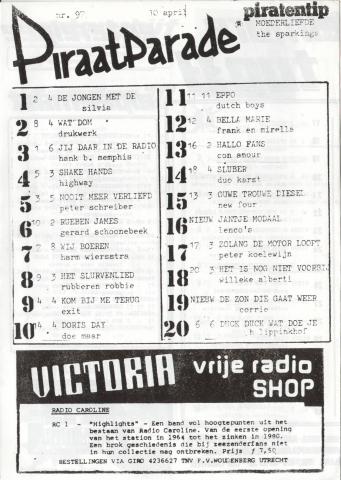 nr. 97 10 april
piratentip
MOEDERLIEFDE
the sparkings
Piraatparade
1 2 4 DE JONGEN MET DE
silvia
2 8 4 WAT DOM
drukwerk
3 1 6 JIJ DAAR IN DE RADIO
hank b. memphis
4 5 3 SHAKE HANDS
highway
5 3 5 NOOIT MEER VERLIEFD
peter schreiber
6 10 2 RUEBEN JAMES
gerard schoonebeek
7 7 8 WIJ BOEREN
harm wierstra
8 9 3 HET SLURVENLIED
rubberen robbie
9 4 4 KOM BIJ ME TERUG
exit
10 14 4 DORIS DAY
doe maar
11 11 11 EPPO
dutch boys
12 12 4 BELLA MARIE
frank en mirella
13 16 2 HALLO FANS
con amour
14 18 4 SLUBER
duo karst
15 13 3 OUWE TROUWE DIESEL
new four
16 NIEUW JANTJE MODAAL
lenco's
17 17 3 ZOLANG DE MOTOR LOOPT
peter koelewijn
18 20 3 HET IS NOG NIET VOORBIJ
willeke alberti
19 NIEUW DE ZON DIE GAAT WEER
corrie
20 6 6 DUCK DUCK WAT DOE JE
h lippinkhof
VICTORIA vrije radio
SHOP
RADIO CAROLINE
RC 1 - "Highlights" - Een band vol hoogtepunten uit het
bestaan van Radio Caroline. Van de eerste opening
van het station in 1964 tot het zinken in 1980.
Een brok geschiedenis die bij zeezenderfans niet
in hun collectie mag ontbreken. Prijs f 7,50
BESTELLINGEN VIA GIRO 4236627 TNV F.V.WOUDENBERG UTRECHT